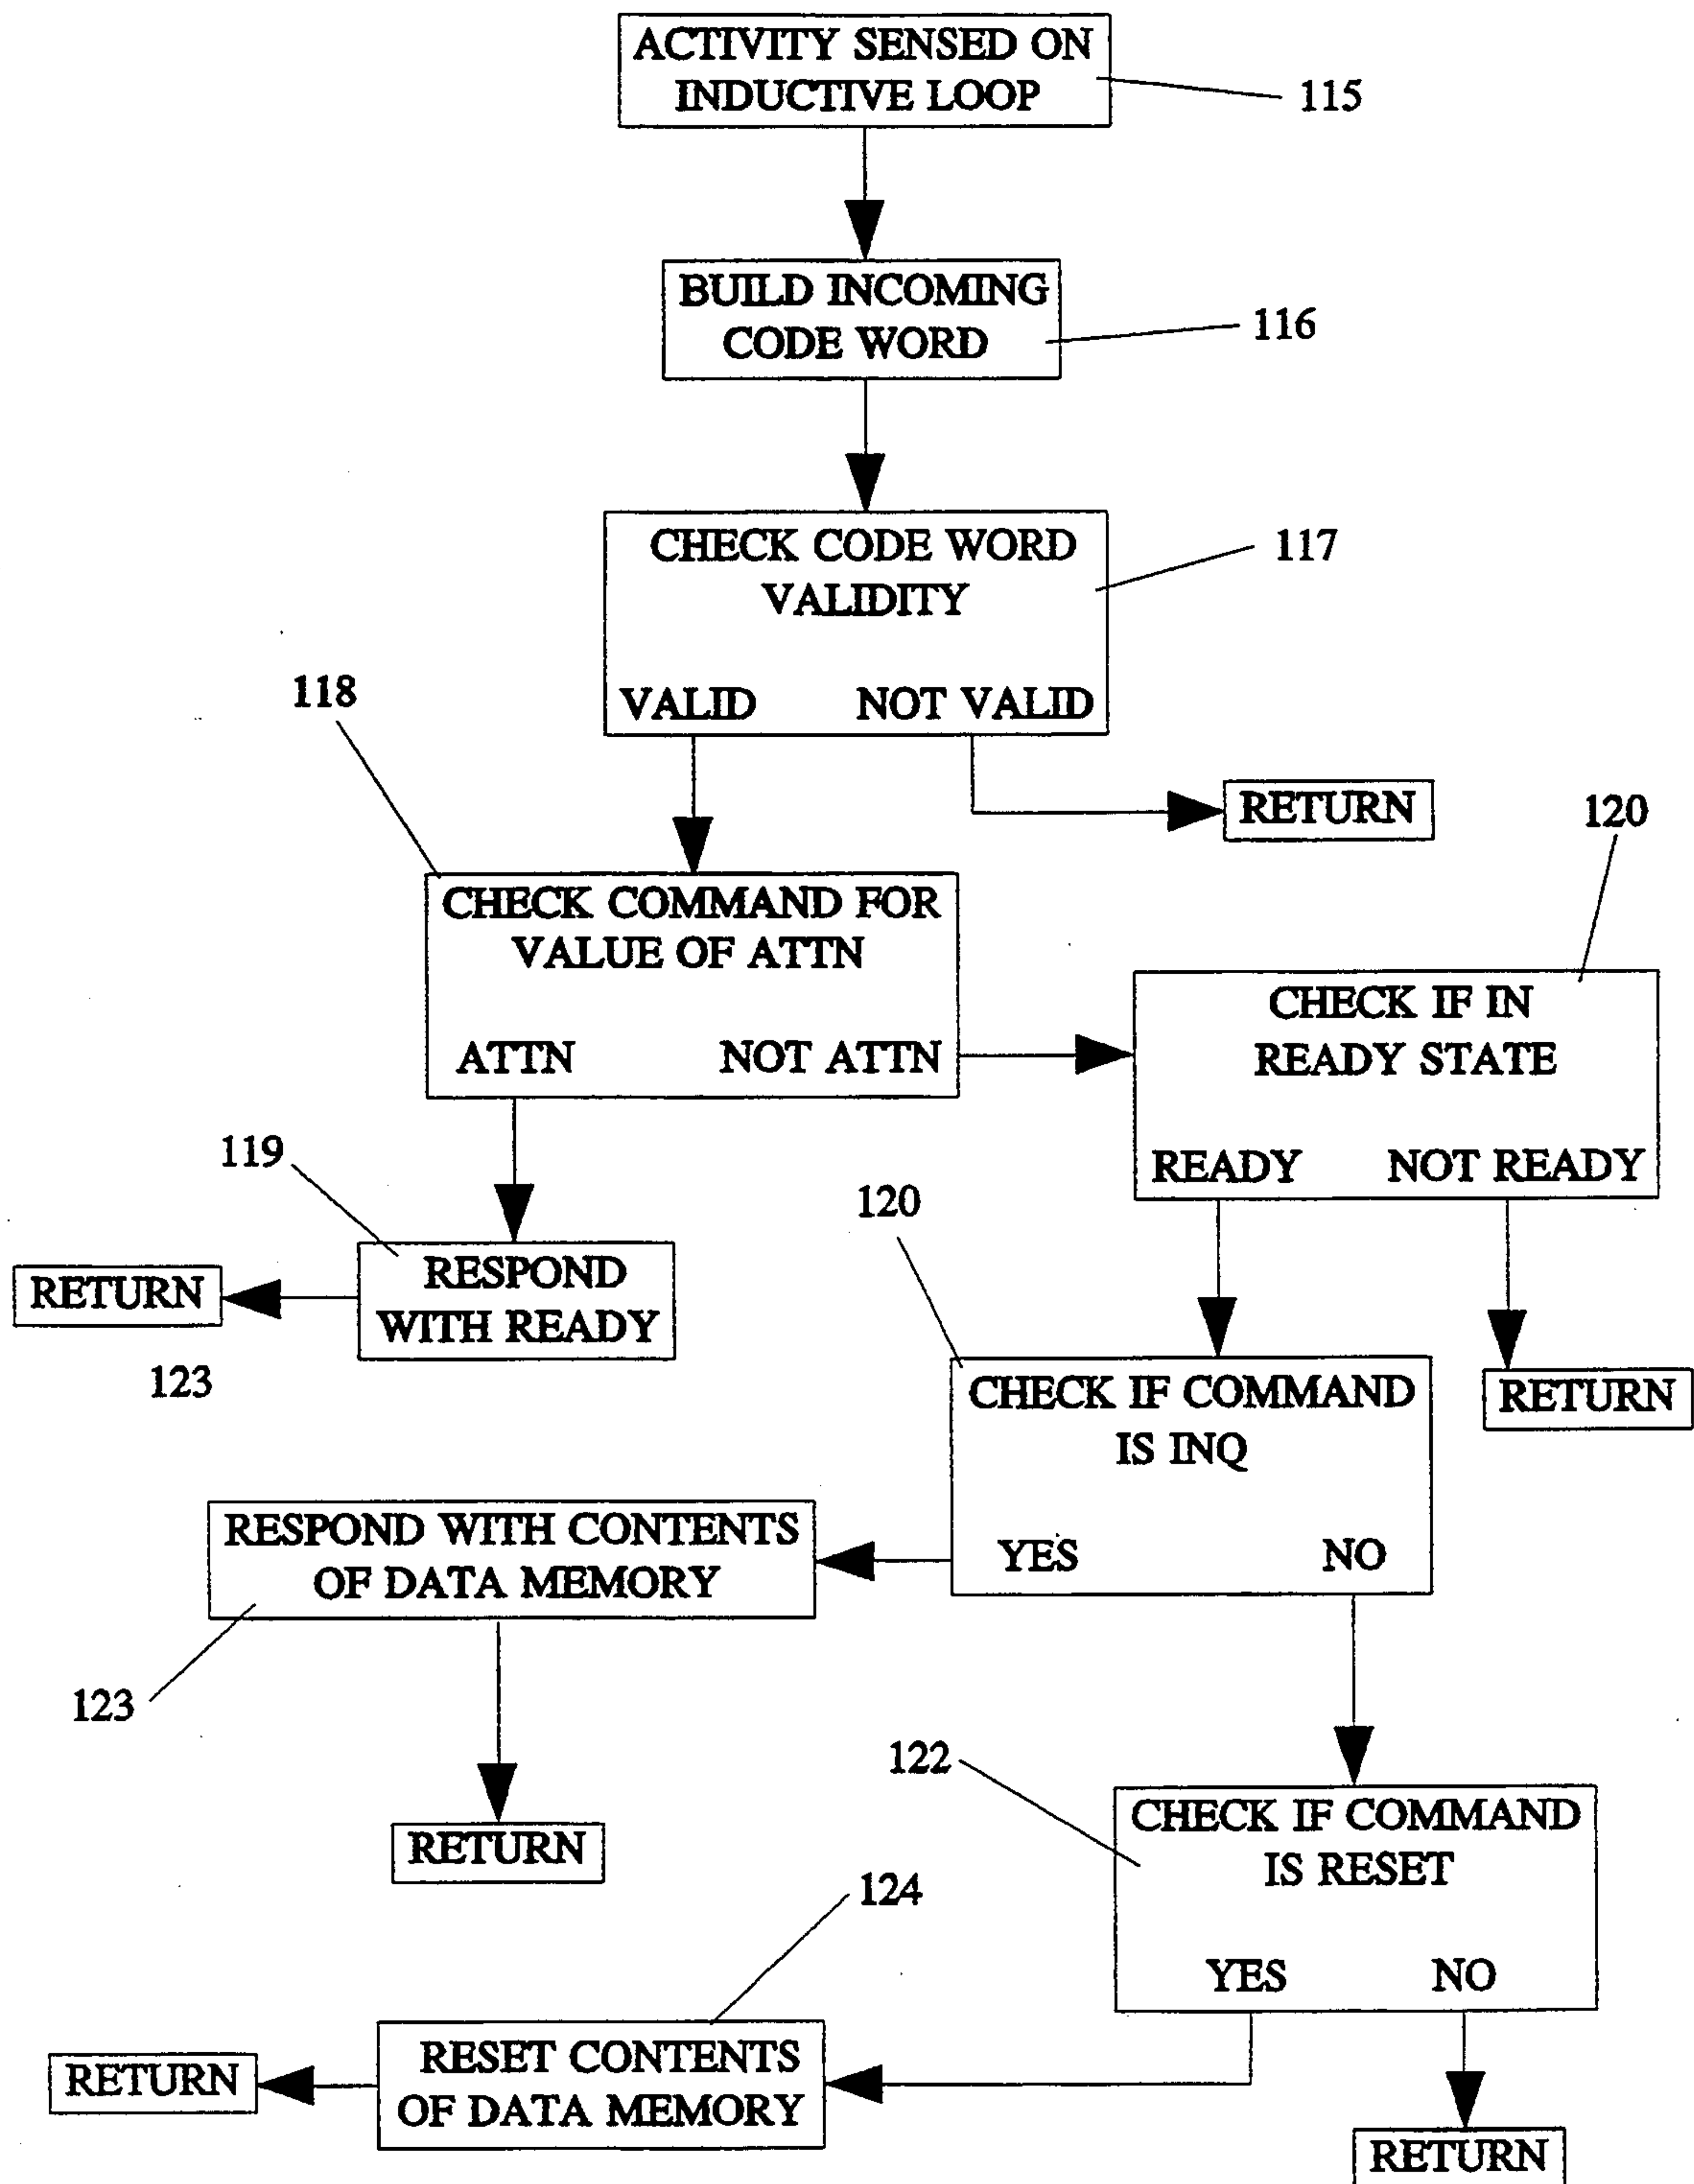 ACTIVITY SENSED ON
INDUCTIVE LOOP
115
BUILD INCOMING
CODE WORD
116
CHECK CODE WORD
VALIDITY
117
VALID NOT VALID
118
RETURN
120
CHECK COMMAND FOR
VALUE OF ATTN
ATTN NOT ATTN
CHECK IF IN
READY STATE
READY NOT READY
119
120
RESPOND
WITH READY
RETURN
123
CHECK IF COMMAND
IS INQ
YES NO
RETURN
RESPOND WITH CONTENTS
OF DATA MEMORY
123
RETURN
122
CHECK IF COMMAND
IS RESET
YES NO
124
RESET CONTENTS
OF DATA MEMORY
RETURN
RETURN